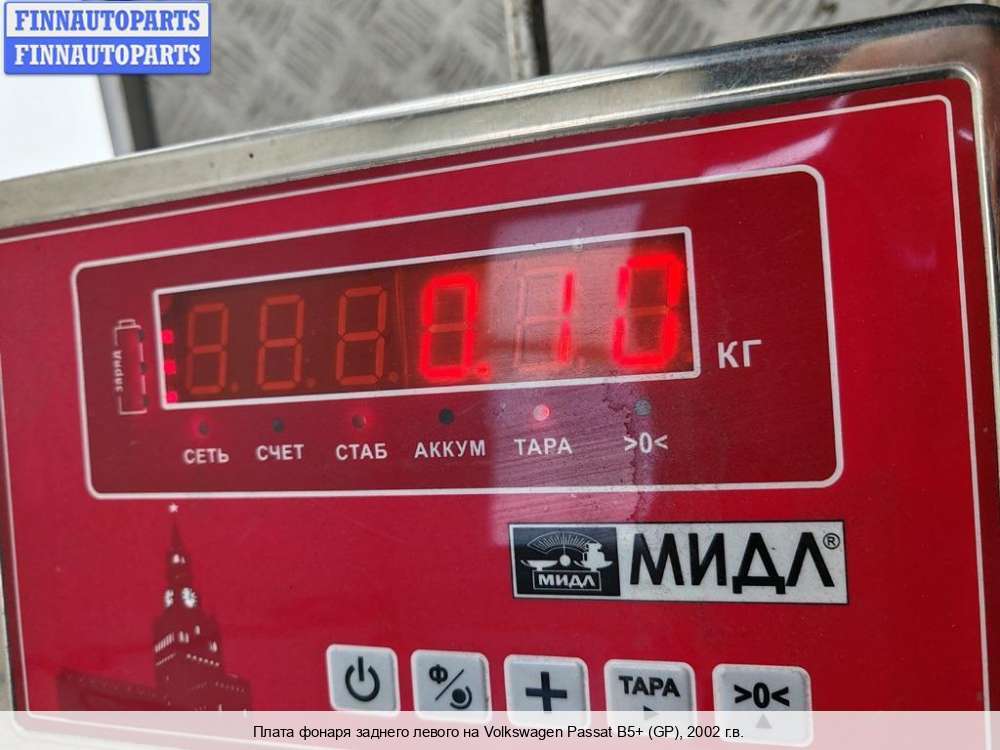 FINNAUTOPARTS
FINNAUTOPARTS
0.10
КГ
заряд
СЕТЬ СЧЕТ СТАБ АККУМ ТАРА >0<
МИДЛ МИДЛ®
Ф
ТАРА >0<
Плата фонаря заднего левого на Volkswagen Passat B5+ (GP), 2002 г.в.